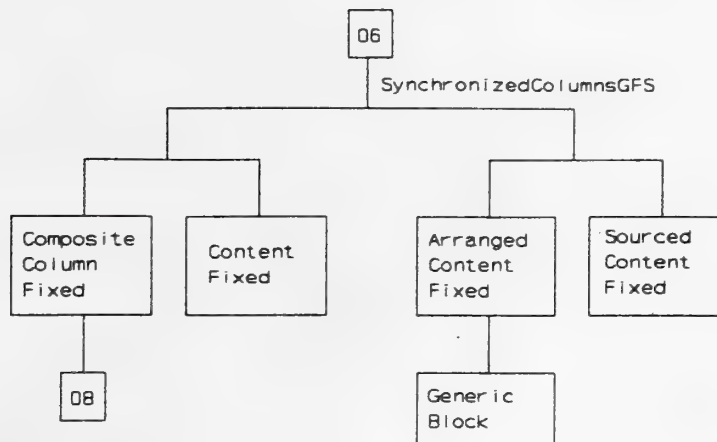 06
SynchronizedColumnsGFS
Composite
Column
Fixed
Content
Fixed
Arranged
Content
Fixed
Sourced
Content
Fixed
08
Generic
Block